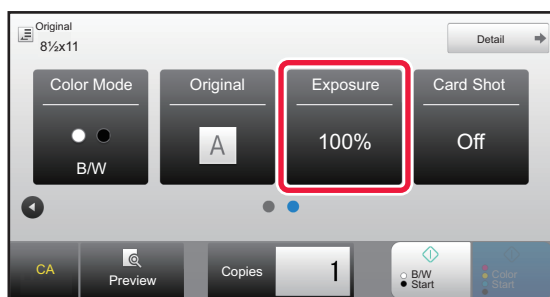 Original
8½x11
Detail
Color Mode
Original
Exposure
Card Shot
A
100%
Off
B/W
CA
Preview
Copies
1
B/W
Start
Color
Start